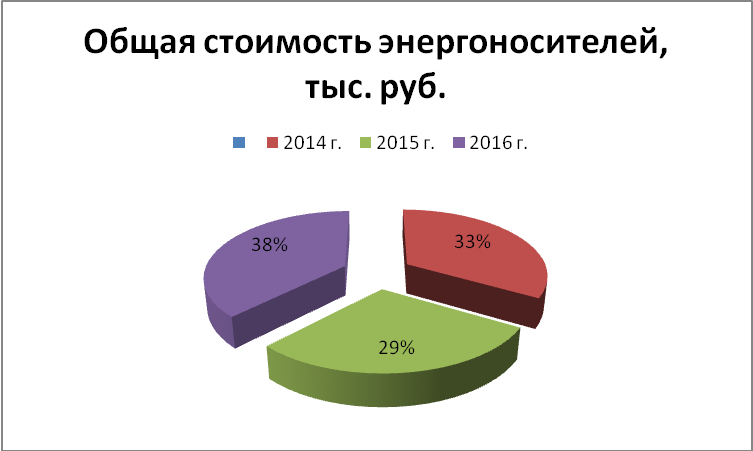 Общая стоимость энергоносителей,
тыс. руб.
2014 г. 2015 г. 2016 г.
38%
33%
29%